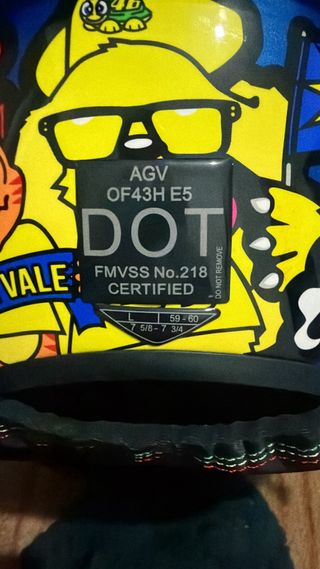 46
AGV
OF43H E5
DOT
FMVSS No.218
CERTIFIED
DO NOT REMOVE
VALE
L | 59 - 60
7 5/8 - 7 3/4